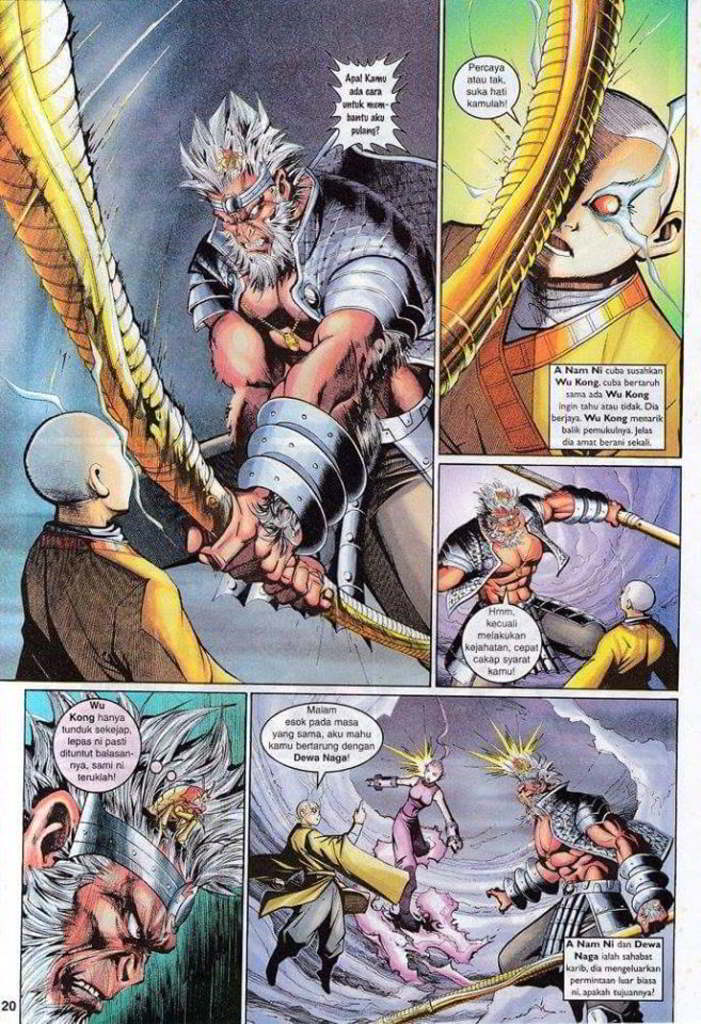 Apa! Kamu
ada cara
untuk mem-
bantu aku
pulang?
Percaya
atau tak,
suka hati
kamulah!
A Nam Ni cuba susahkan
Wu Kong, cuba bertaruh
sama ada Wu Kong
ingin tahu atau tidak. Dia
berjaya. Wu Kong menarik
balik pemukulnya. Jelas
dia amat berani sekali.
Hmm,
kecuali
melakukan
kejahatan, cepat
cakap syarat
kamu!
Wu
Kong hanya
tunduk sekejap,
lepas ni pasti
dituntut balasan-
nya, sami ni
teruklah!
Malam
esok pada masa
yang sama, aku mahu
kamu bertarung dengan
Dewa Naga!
A Nam Ni dan Dewa
Naga ialah sahabat
karib, dia mengeluarkan
permintaan luar biasa
ni, apakah tujuannya?
20